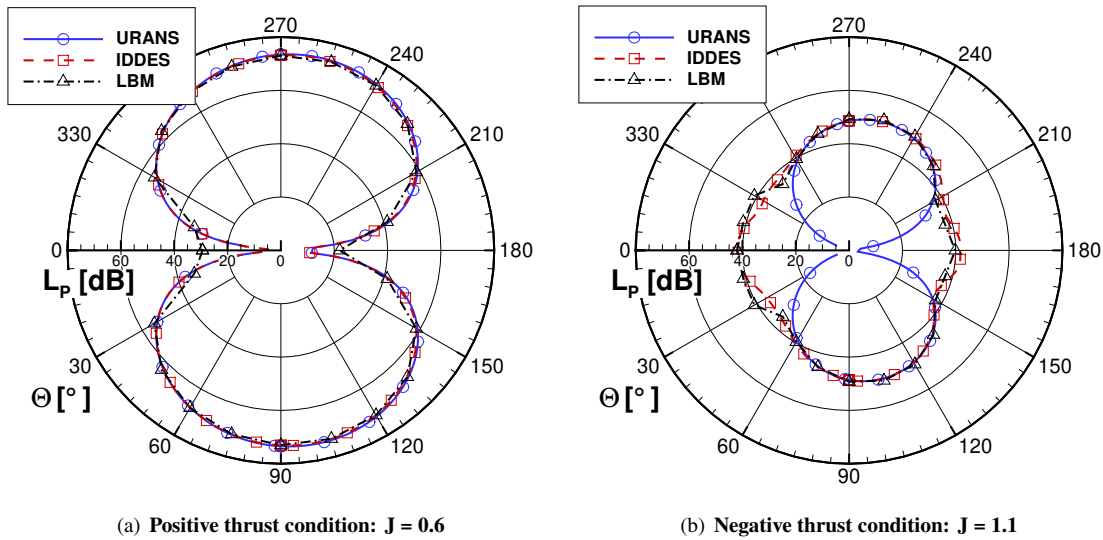 URANS
IDDES
LBM
270
240
210
180
150
120
90
60
30
0
330
60
40
20
0
L_P [dB]
Θ [°]
(a) Positive thrust condition: J = 0.6
URANS
IDDES
LBM
270
240
210
180
150
120
90
60
30
0
330
60
40
20
0
L_P [dB]
Θ [°]
(b) Negative thrust condition: J = 1.1